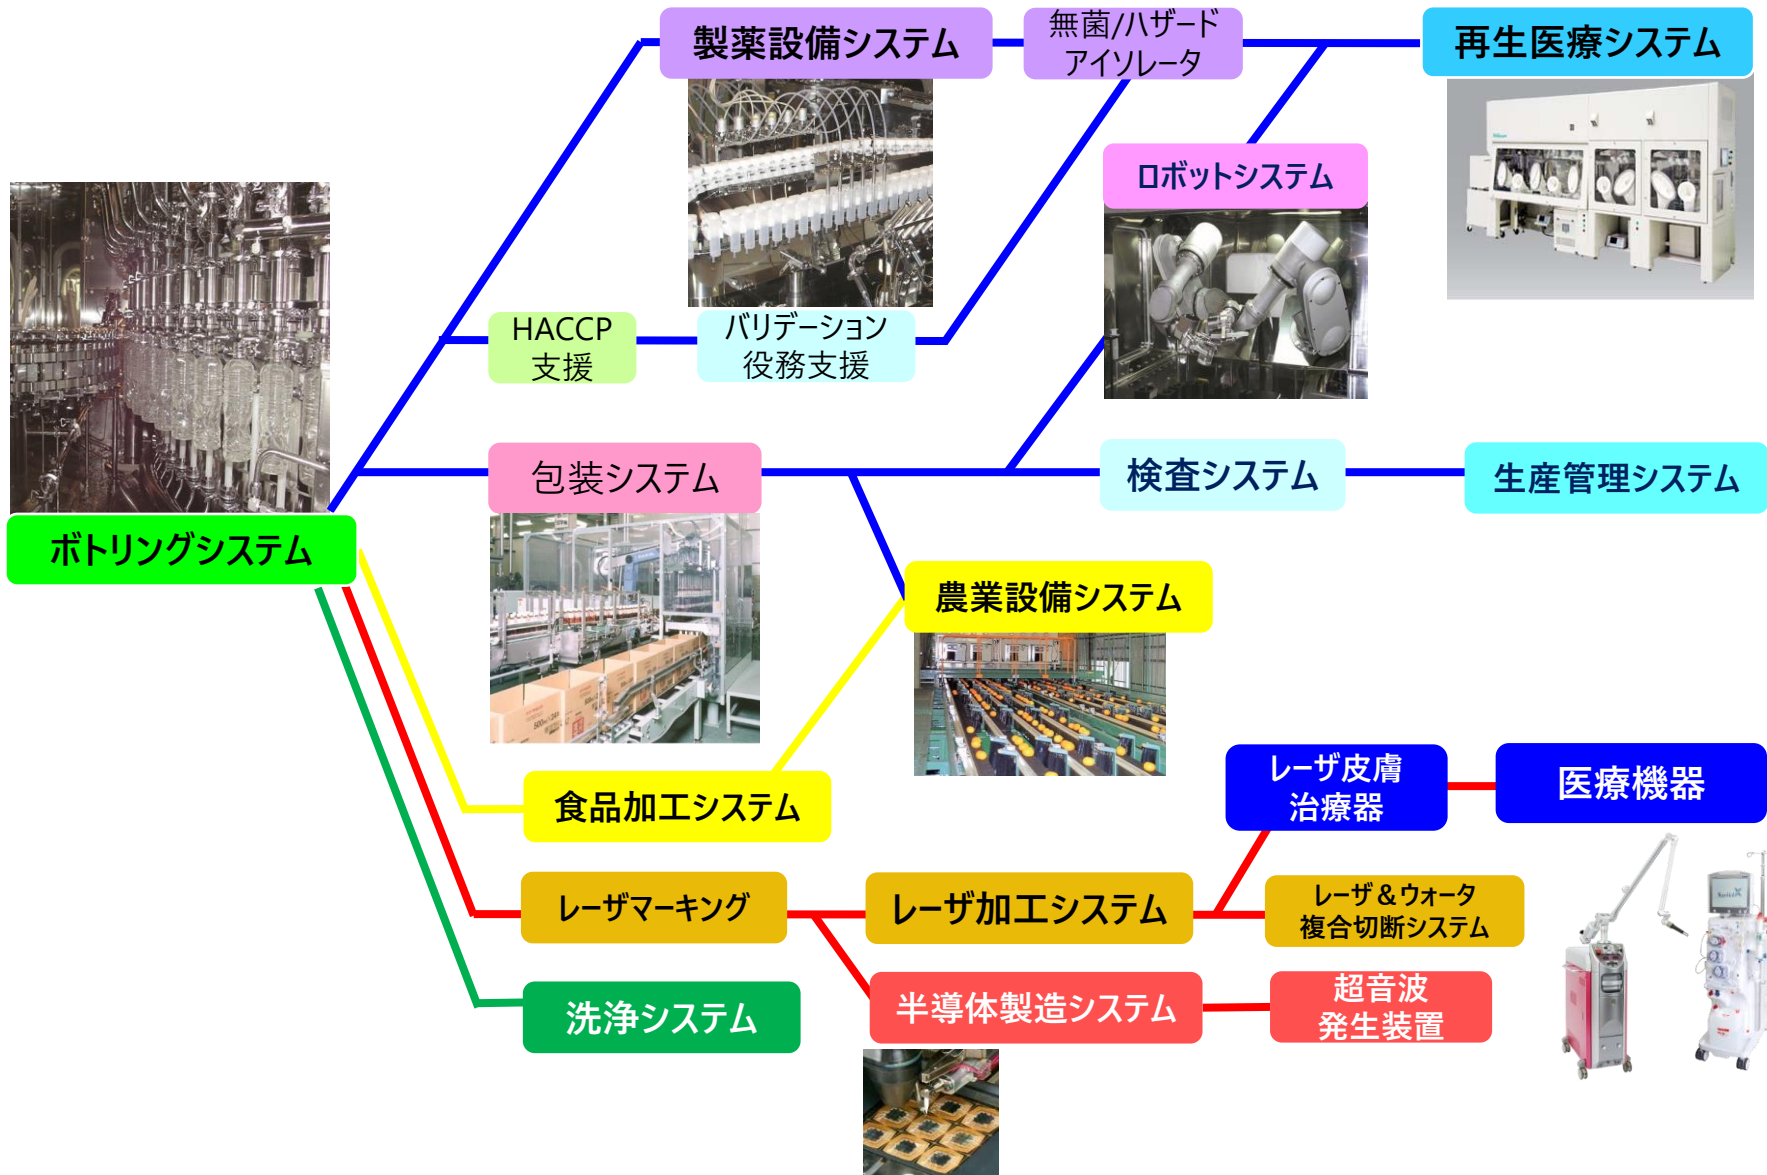 製薬設備システム
無菌/ハザード
アイソレータ
再生医療システム
ロボットシステム
HACCP
支援
バリデーション
役務支援
包装システム
検査システム
生産管理システム
ボトリングシステム
農業設備システム
食品加工システム
レーザ皮膚
治療器
医療機器
レーザマーキング
レーザ加工システム
レーザ&ウォータ
複合切断システム
洗浄システム
半導体製造システム
超音波
発生装置